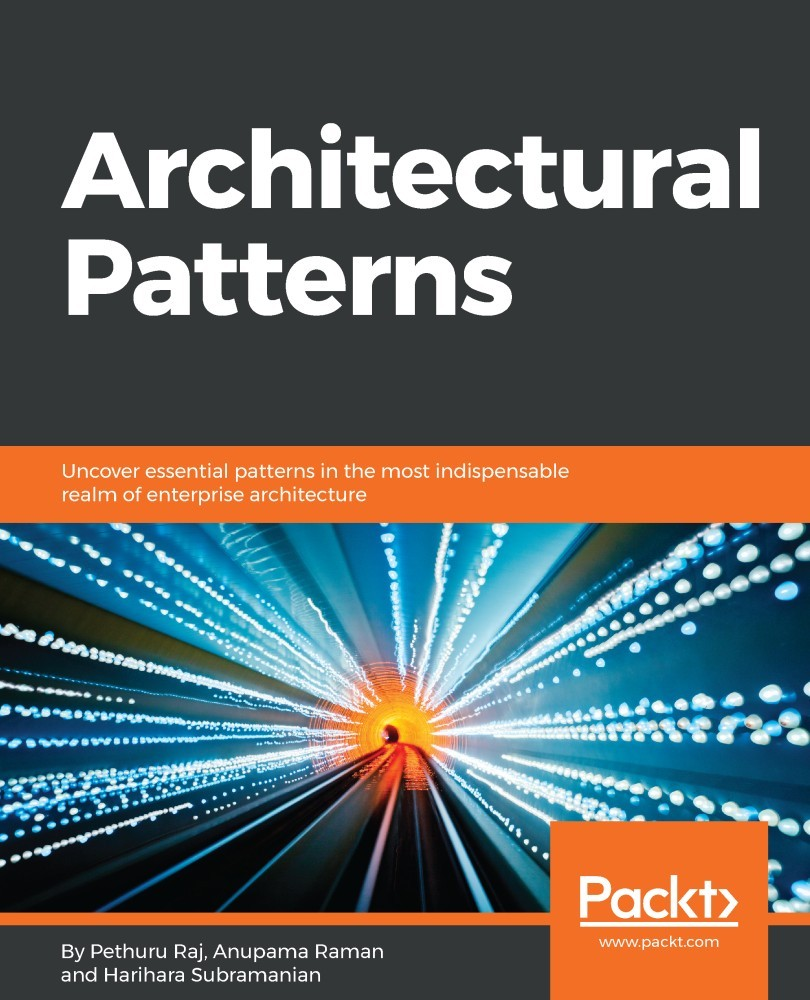 Architectural
Patterns
Uncover essential patterns in the most indispensable
realm of enterprise architecture
Packt>
www.packt.com
By Pethuru Raj, Anupama Raman
and Harihara Subramanian